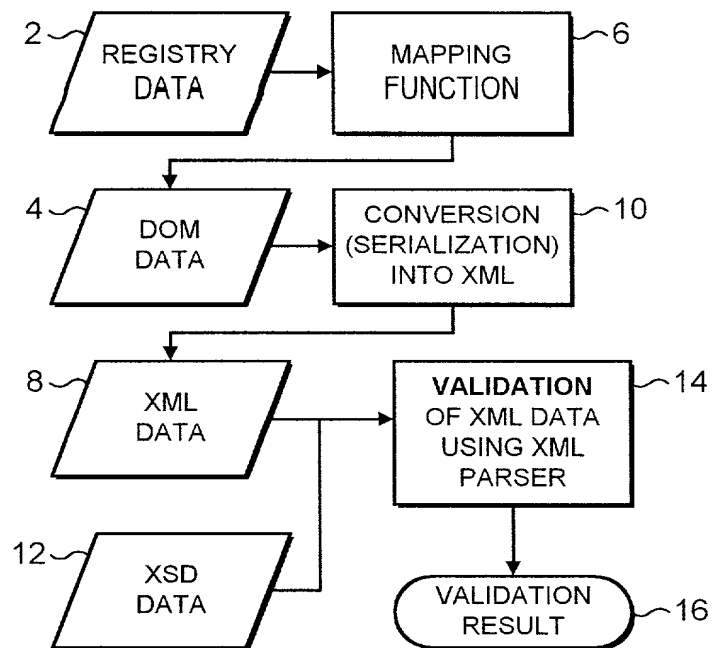 2
REGISTRY
DATA
MAPPING
FUNCTION
6
4
DOM
DATA
CONVERSION
(SERIALIZATION)
INTO XML
10
8
XML
DATA
VALIDATION
OF XML DATA
USING XML
PARSER
14
12
XSD
DATA
VALIDATION
RESULT
16